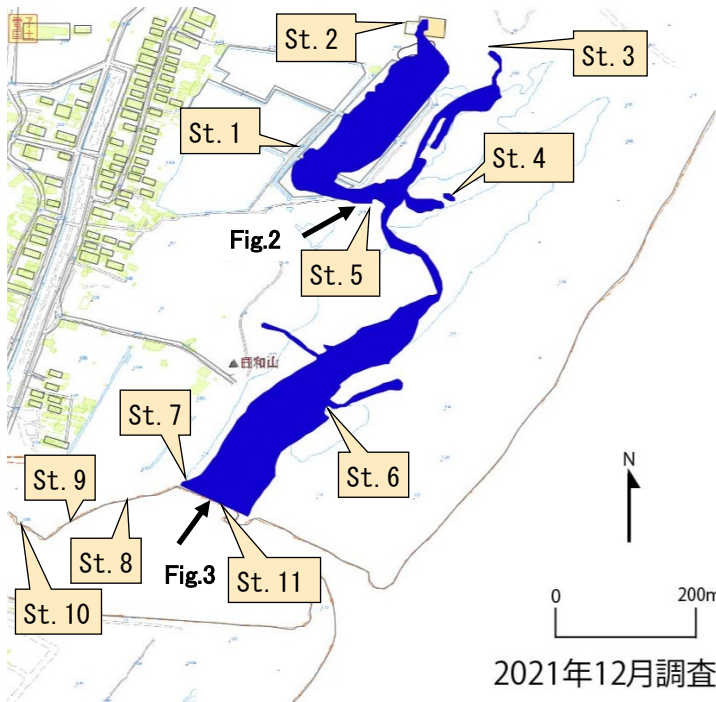 St. 2
St. 3
St. 1
St. 4
Fig.2
St. 5
日和山
St. 7
St. 9
St. 6
N
St. 8
Fig.3
St. 11
St. 10
0
200m
2021年12月調査